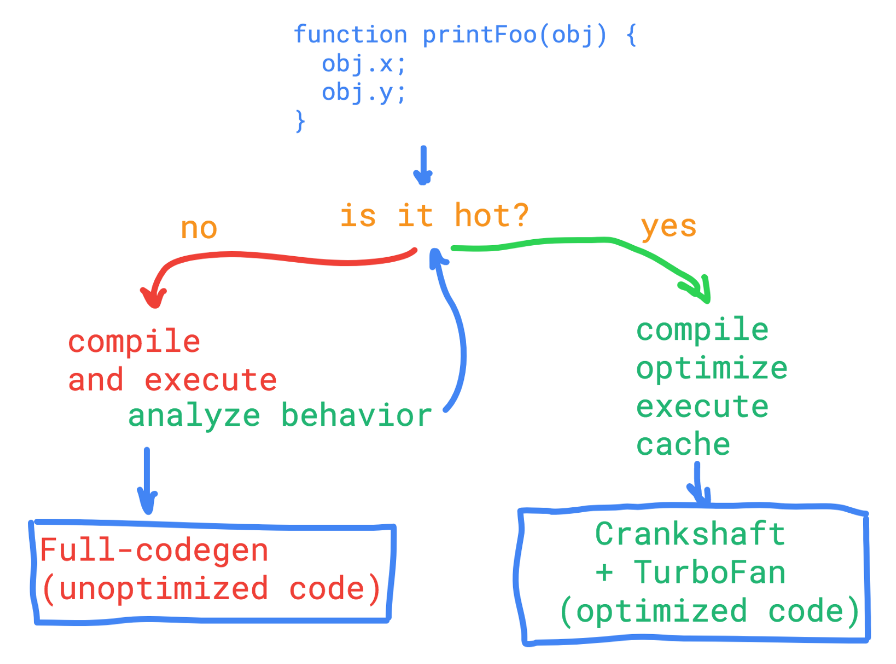 function printFoo(obj) {
  obj.x;
  obj.y;
}
is it hot?
no
yes
compile
and execute
analyze behavior
compile
optimize
execute
cache
Full-codegen
(unoptimized code)
Crankshaft
+ TurboFan
(optimized code)